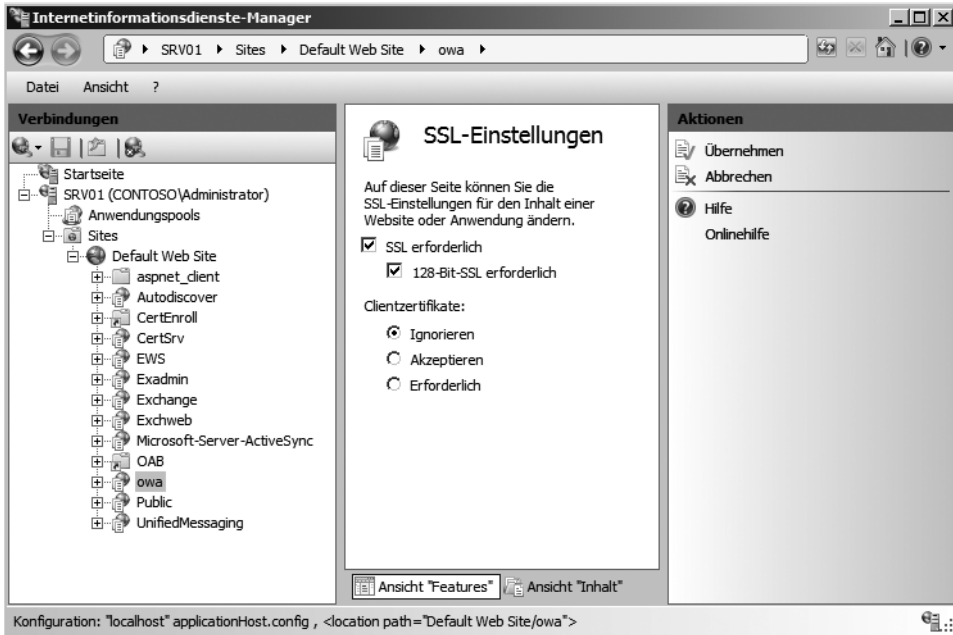 Internetinformationsdienste-Manager
SRV01 Sites Default Web Site owa
Datei Ansicht ?
Verbindungen
Startseite
SRV01 (CONTOSO\Administrator)
Anwendungspools
Sites
Default Web Site
aspnet_client
Autodiscover
CertEnroll
CertSrv
EWS
Exadmin
Exchange
Exchweb
Microsoft-Server-ActiveSync
OAB
owa
Public
UnifiedMessaging
SSL-Einstellungen
Auf dieser Seite können Sie die
SSL-Einstellungen für den Inhalt einer
Website oder Anwendung ändern.
SSL erforderlich
128-Bit-SSL erforderlich
Clientzertifikate:
Ignorieren
Akzeptieren
Erforderlich
Ansicht "Features" Ansicht "Inhalt"
Aktionen
Übernehmen
Abbrechen
Hilfe
Onlinehilfe
Konfiguration: "localhost" applicationHost.config , <location path="Default Web Site/owa">